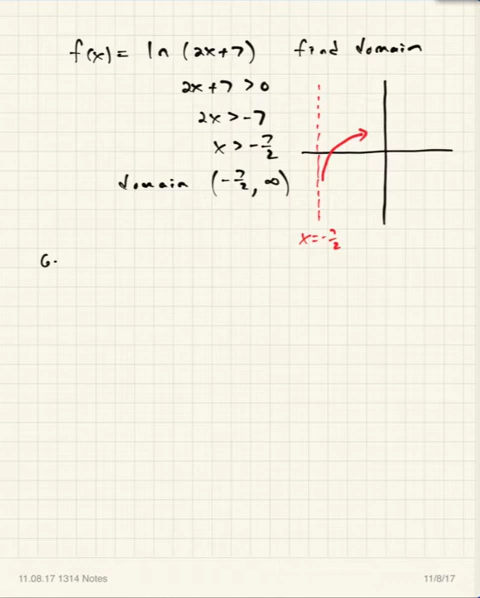 f(x) = ln (2x+7) find domain
2x+7 >0
2x > -7
x > -7/2
domain (-7/2, ∞)
x=-7/2
6.
11.08.17 1314 Notes 11/8/17